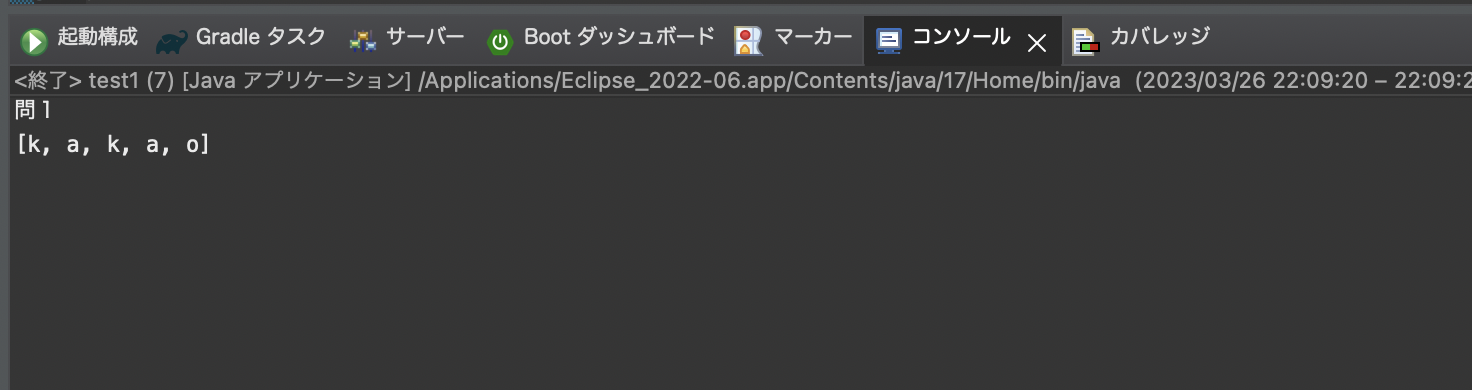 起動構成 Gradle タスク サーバー Boot ダッシュボード マーカー コンソール カバレッジ
<終了> test1 (7) [Java アプリケーション] /Applications/Eclipse_2022-06.app/Contents/java/17/Home/bin/java (2023/03/26 22:09:20 – 22:09:2
問１
[k, a, k, a, o]